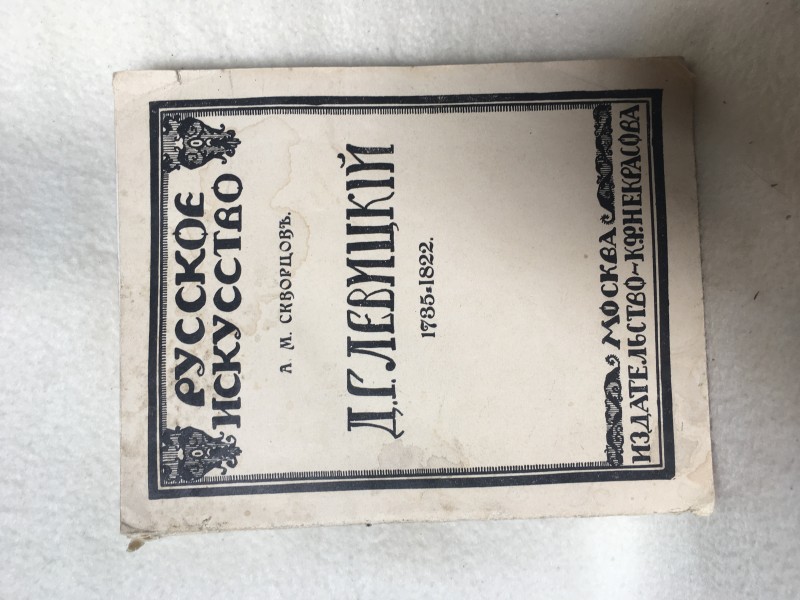 РУССКОЕ
ИСКУССТВО
А. М. СКВОРЦОВЪ.
Д.Г.ЛЕВИЦКІЙ
1735=1822.
МОСКВА
ИЗДАТЕЛЬСТВО~К.Ф.НЕКРАСОВА